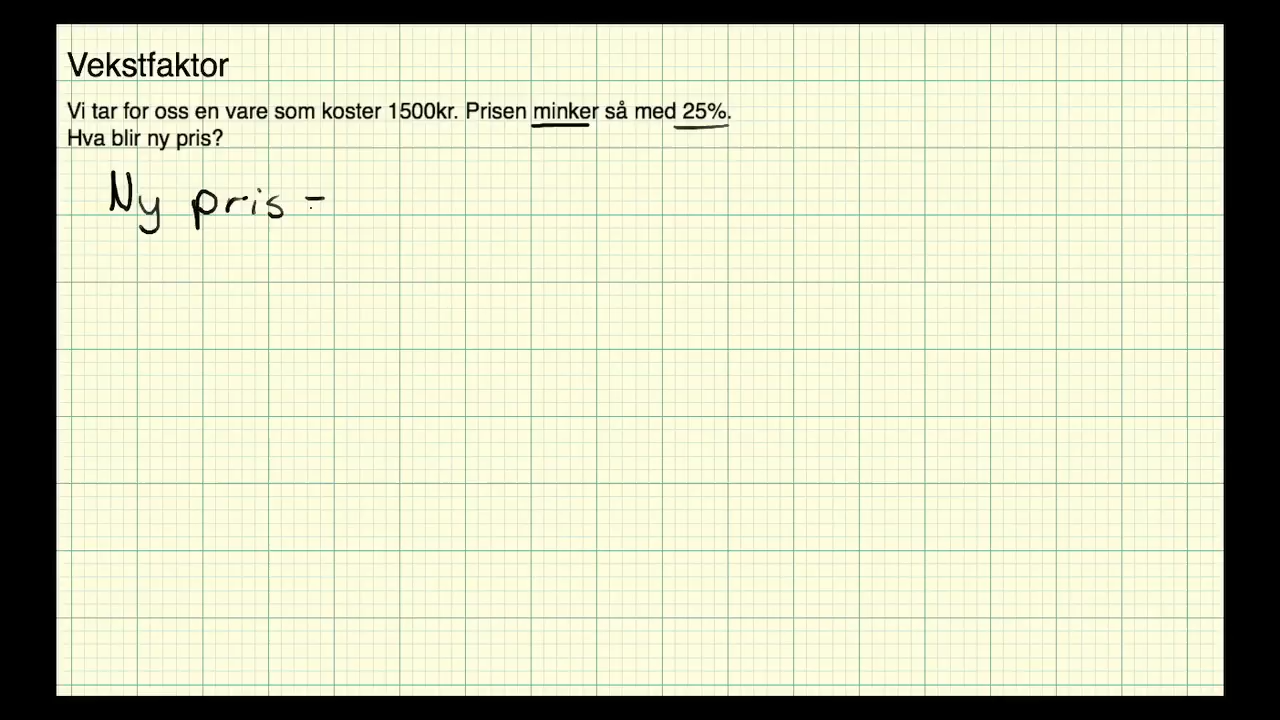 Vekstfaktor
Vi tar for oss en vare som koster 1500kr. Prisen minker så med 25%.
Hva blir ny pris?
Ny pris =